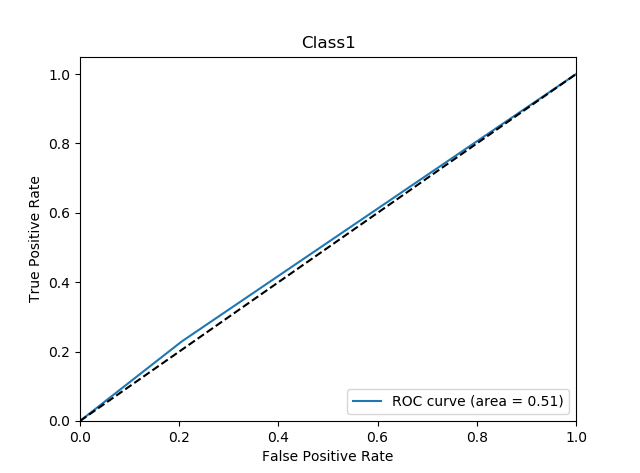 Class1
True Positive Rate
1.0
0.8
0.6
0.4
0.2
0.0
0.0 0.2 0.4 0.6 0.8 1.0
False Positive Rate
ROC curve (area = 0.51)